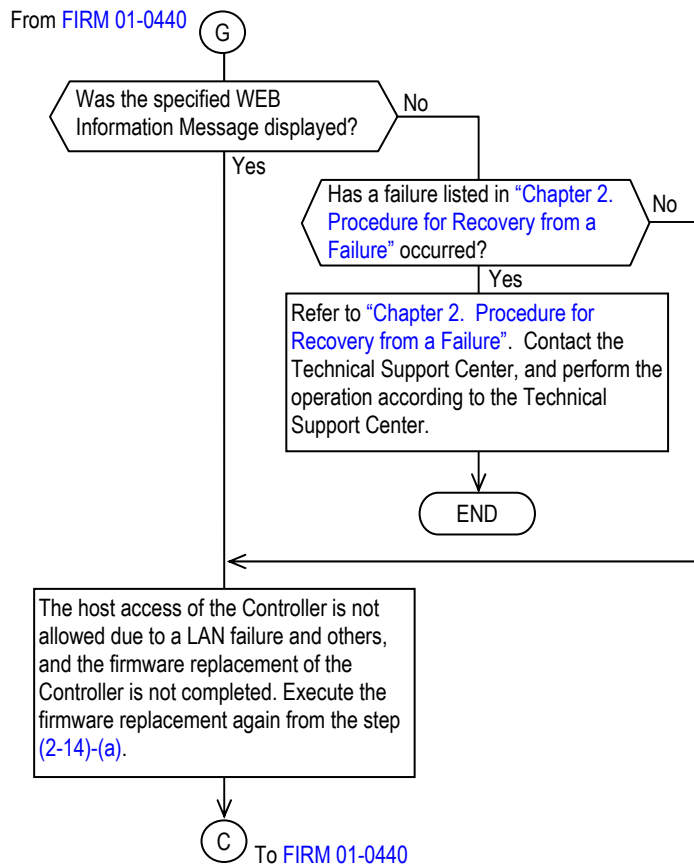 From FIRM 01-0440
G
Was the specified WEB
Information Message displayed?
No
Yes
Has a failure listed in “Chapter 2.
Procedure for Recovery from a
Failure” occurred?
No
Yes
Refer to “Chapter 2.  Procedure for
Recovery from a Failure”.  Contact the
Technical Support Center, and perform the
operation according to the Technical
Support Center.
END
The host access of the Controller is not
allowed due to a LAN failure and others,
and the firmware replacement of the
Controller is not completed. Execute the
firmware replacement again from the step
(2-14)-(a).
C
To FIRM 01-0440